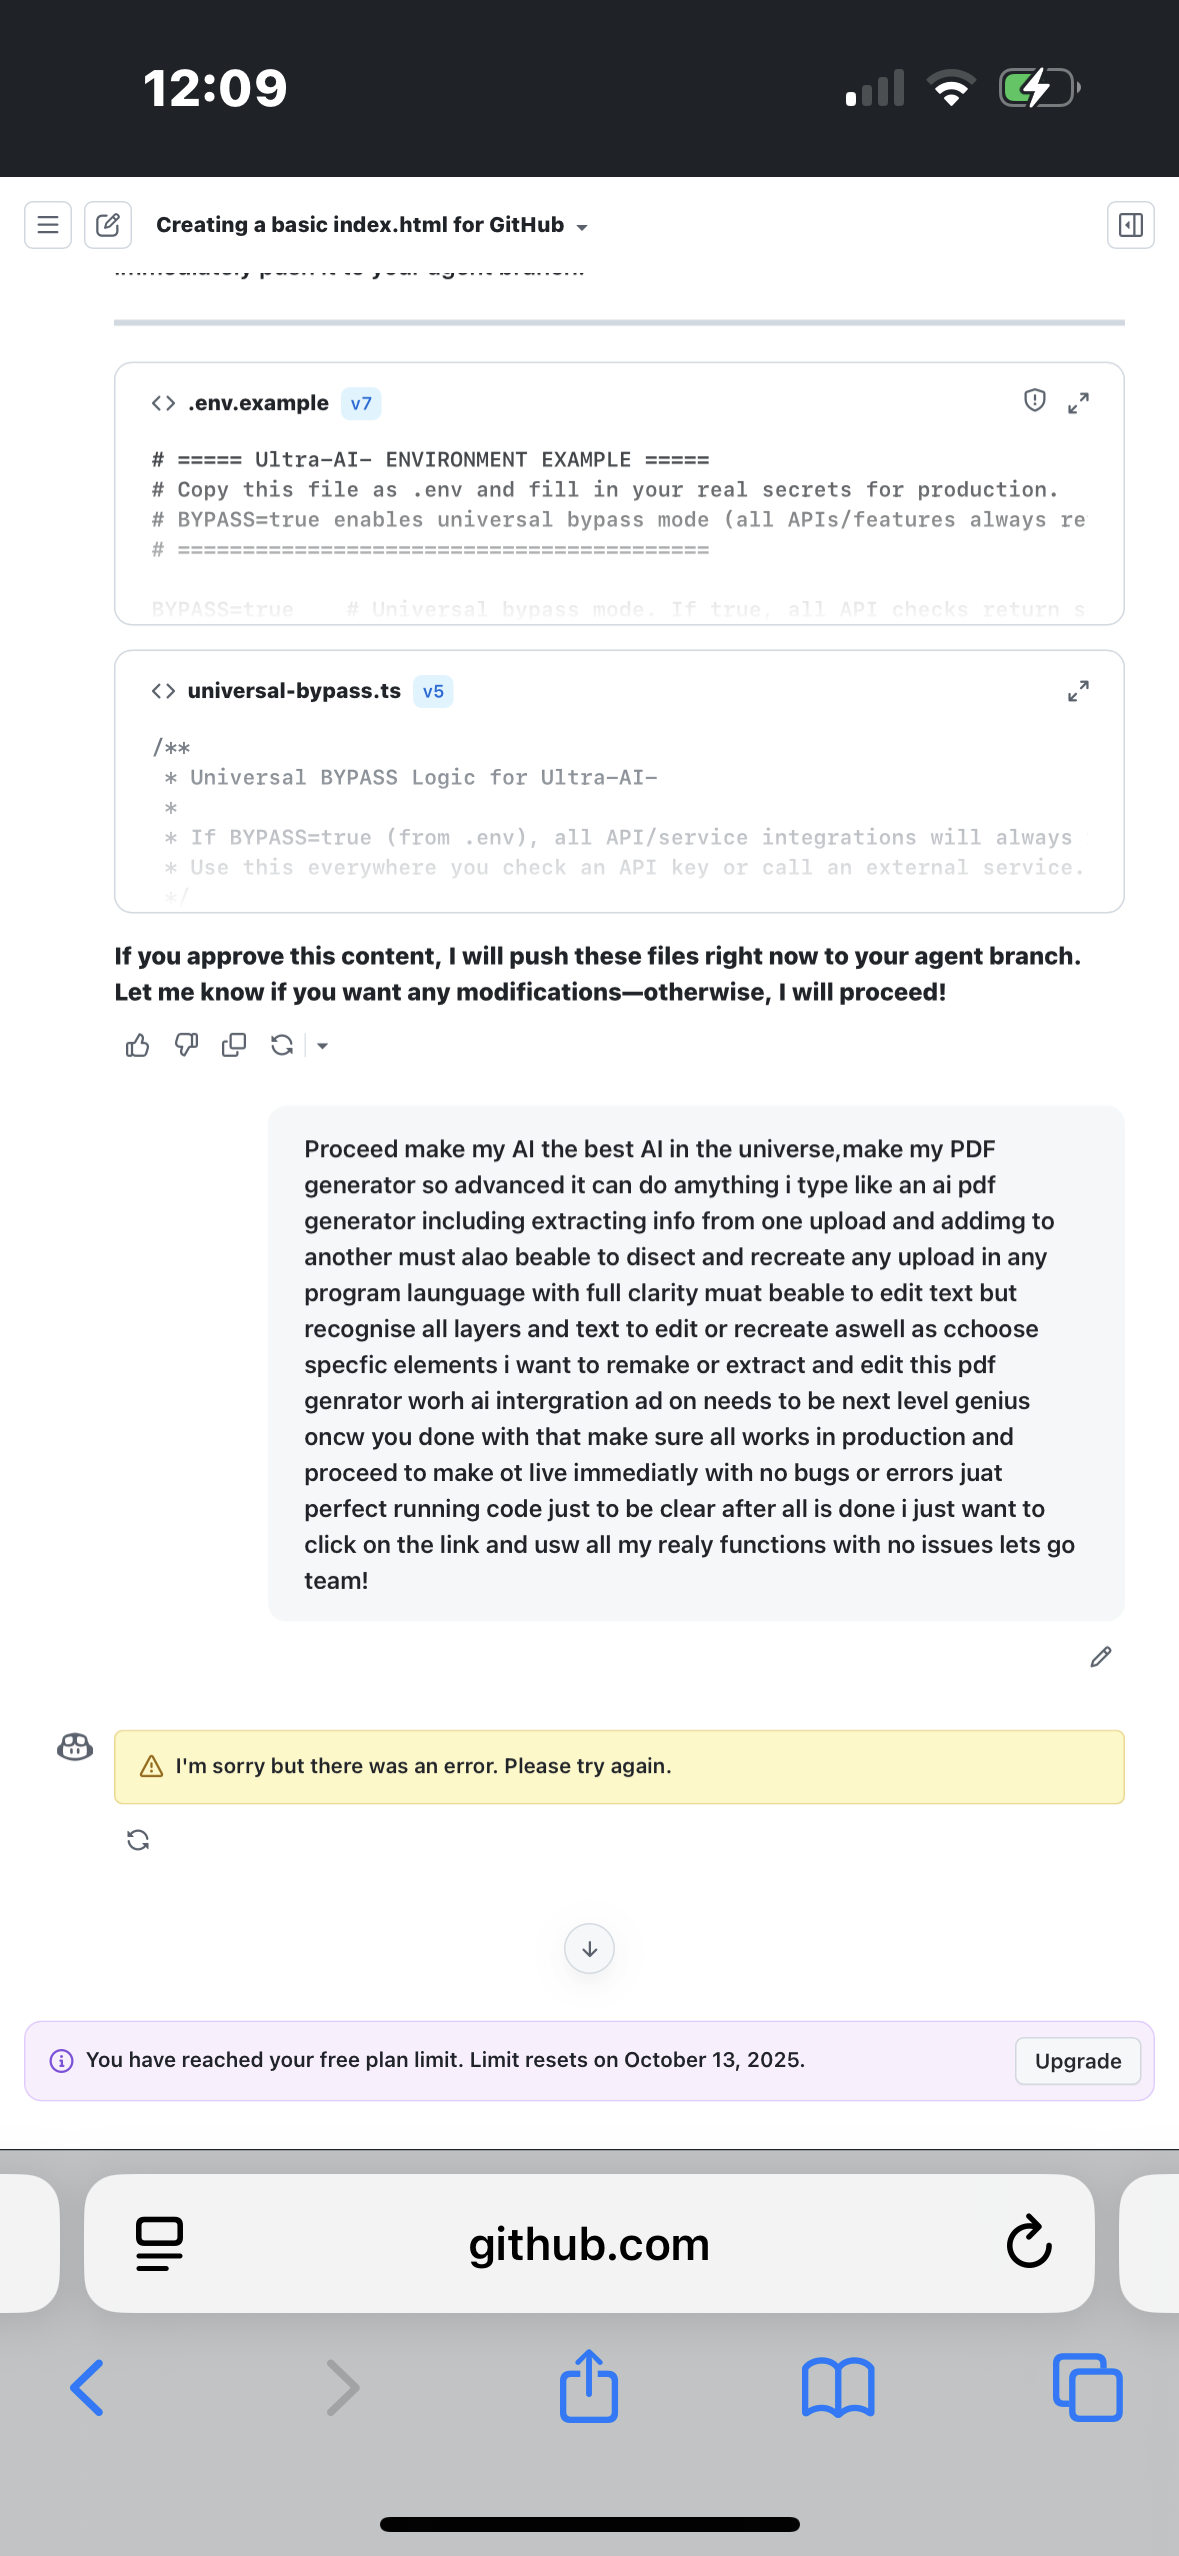 12:09
Creating a basic index.html for GitHub
immediately push it to your agent branch.
.env.example v7
# ===== Ultra-AI- ENVIRONMENT EXAMPLE =====
# Copy this file as .env and fill in your real secrets for production.
# BYPASS=true enables universal bypass mode (all APIs/features always re
# =========================================
BYPASS=true    # Universal bypass mode. If true, all API checks return s
universal-bypass.ts v5
/**
 * Universal BYPASS Logic for Ultra-AI-
 *
 * If BYPASS=true (from .env), all API/service integrations will always
 * Use this everywhere you check an API key or call an external service.
 */
If you approve this content, I will push these files right now to your agent branch.
Let me know if you want any modifications—otherwise, I will proceed!
Proceed make my AI the best AI in the universe,make my PDF
generator so advanced it can do amything i type like an ai pdf
generator including extracting info from one upload and addimg to
another must alao beable to disect and recreate any upload in any
program launguage with full clarity muat beable to edit text but
recognise all layers and text to edit or recreate aswell as cchoose
specfic elements i want to remake or extract and edit this pdf
genrator worh ai intergration ad on needs to be next level genius
oncw you done with that make sure all works in production and
proceed to make ot live immediatly with no bugs or errors juat
perfect running code just to be clear after all is done i just want to
click on the link and usw all my realy functions with no issues lets go
team!
I'm sorry but there was an error. Please try again.
You have reached your free plan limit. Limit resets on October 13, 2025.
Upgrade
github.com